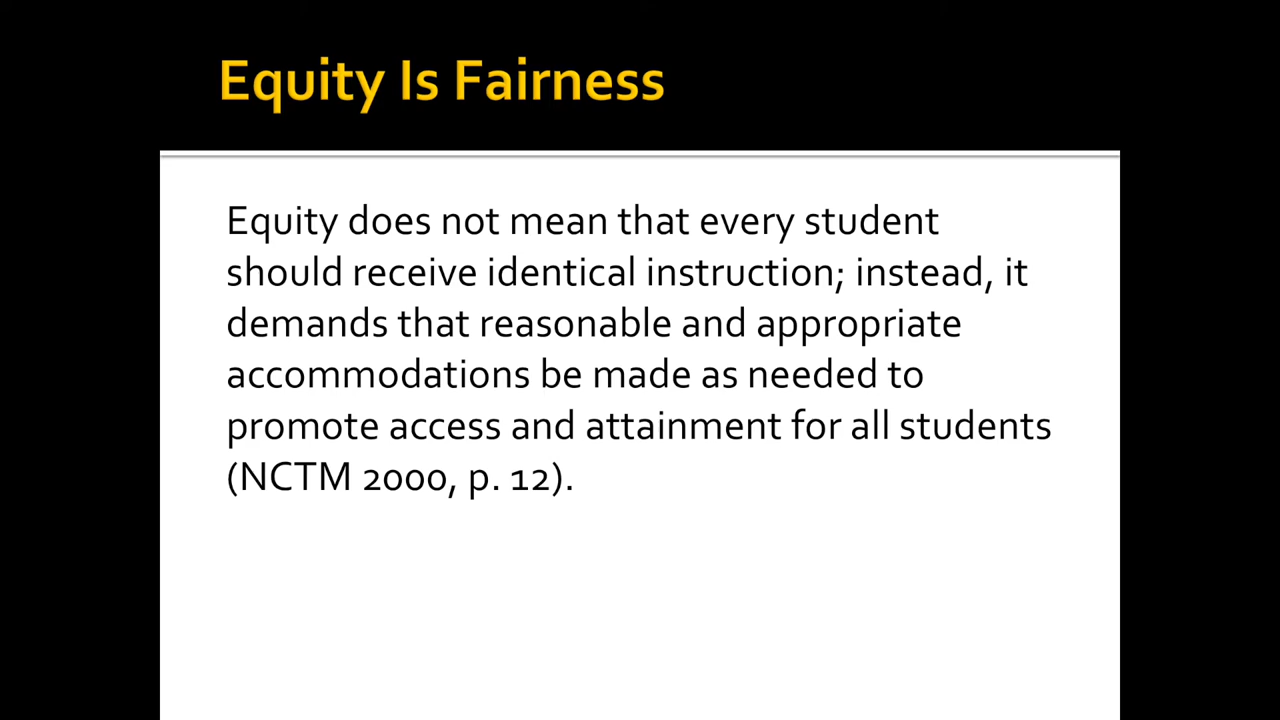 Equity Is Fairness
Equity does not mean that every student
should receive identical instruction; instead, it
demands that reasonable and appropriate
accommodations be made as needed to
promote access and attainment for all students
(NCTM 2000, p. 12).